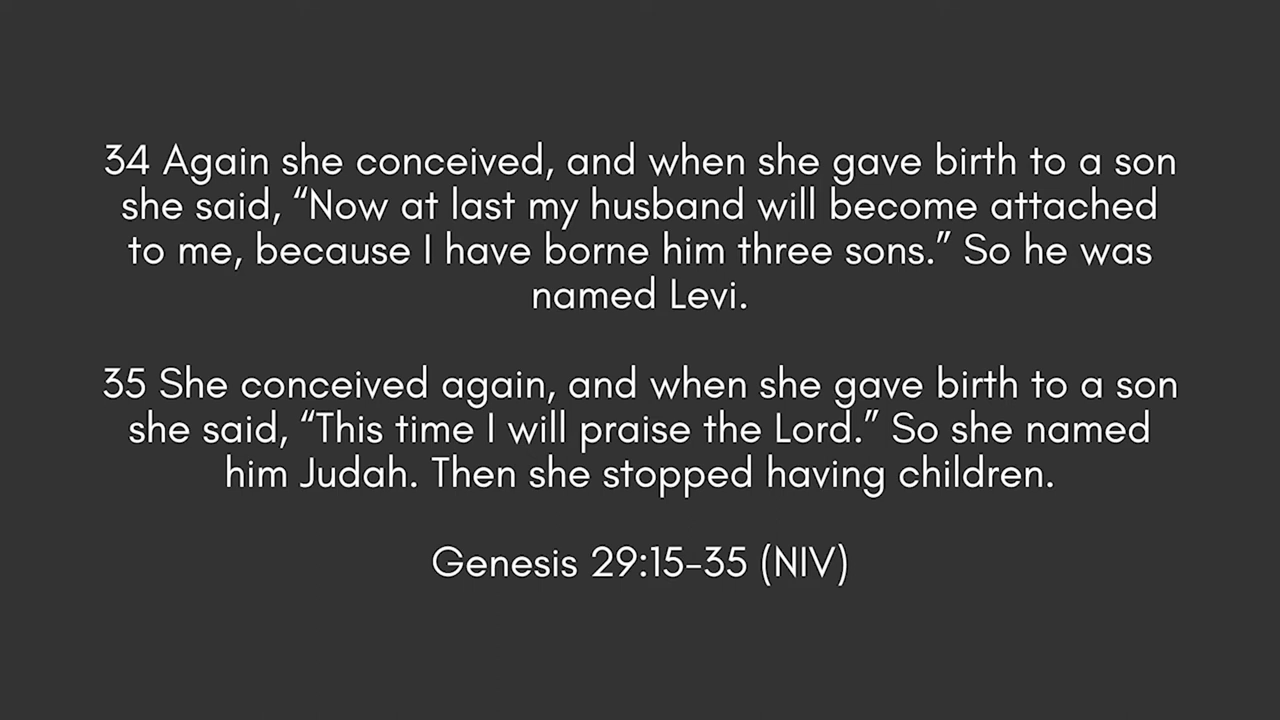 34 Again she conceived, and when she gave birth to a son
she said, “Now at last my husband will become attached
to me, because I have borne him three sons.” So he was
named Levi.
35 She conceived again, and when she gave birth to a son
she said, “This time I will praise the Lord.” So she named
him Judah. Then she stopped having children.
Genesis 29:15-35 (NIV)